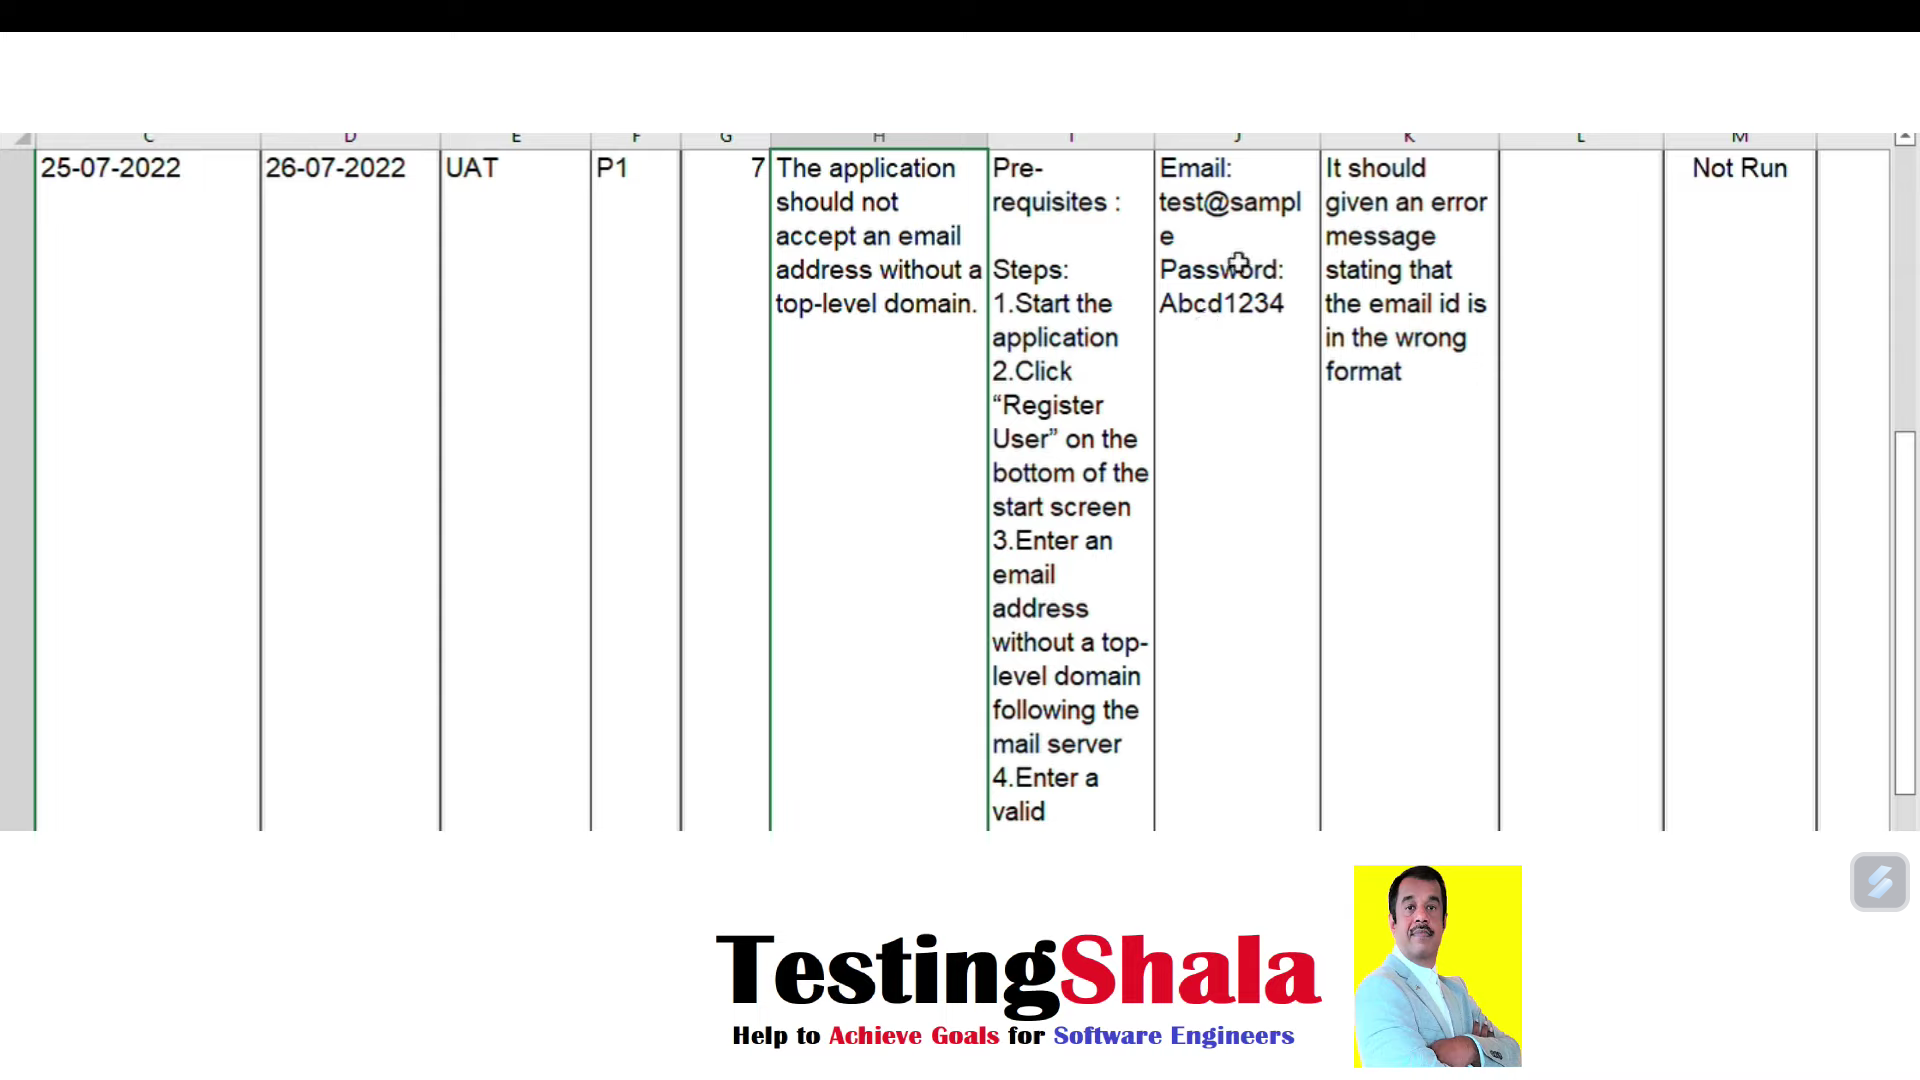 C D E F G H I J K L M
25-07-2022
26-07-2022
UAT
P1
7
The application
should not
accept an email
address without a
top-level domain.
Pre-
requisites :
Steps:
1.Start the
application
2.Click
“Register
User” on the
bottom of the
start screen
3.Enter an
email
address
without a top-
level domain
following the
mail server
4.Enter a
valid
Email:
test@sampl
e
Password:
Abcd1234
It should
given an error
message
stating that
the email id is
in the wrong
format
Not Run
TestingShala
Help to Achieve Goals for Software Engineers